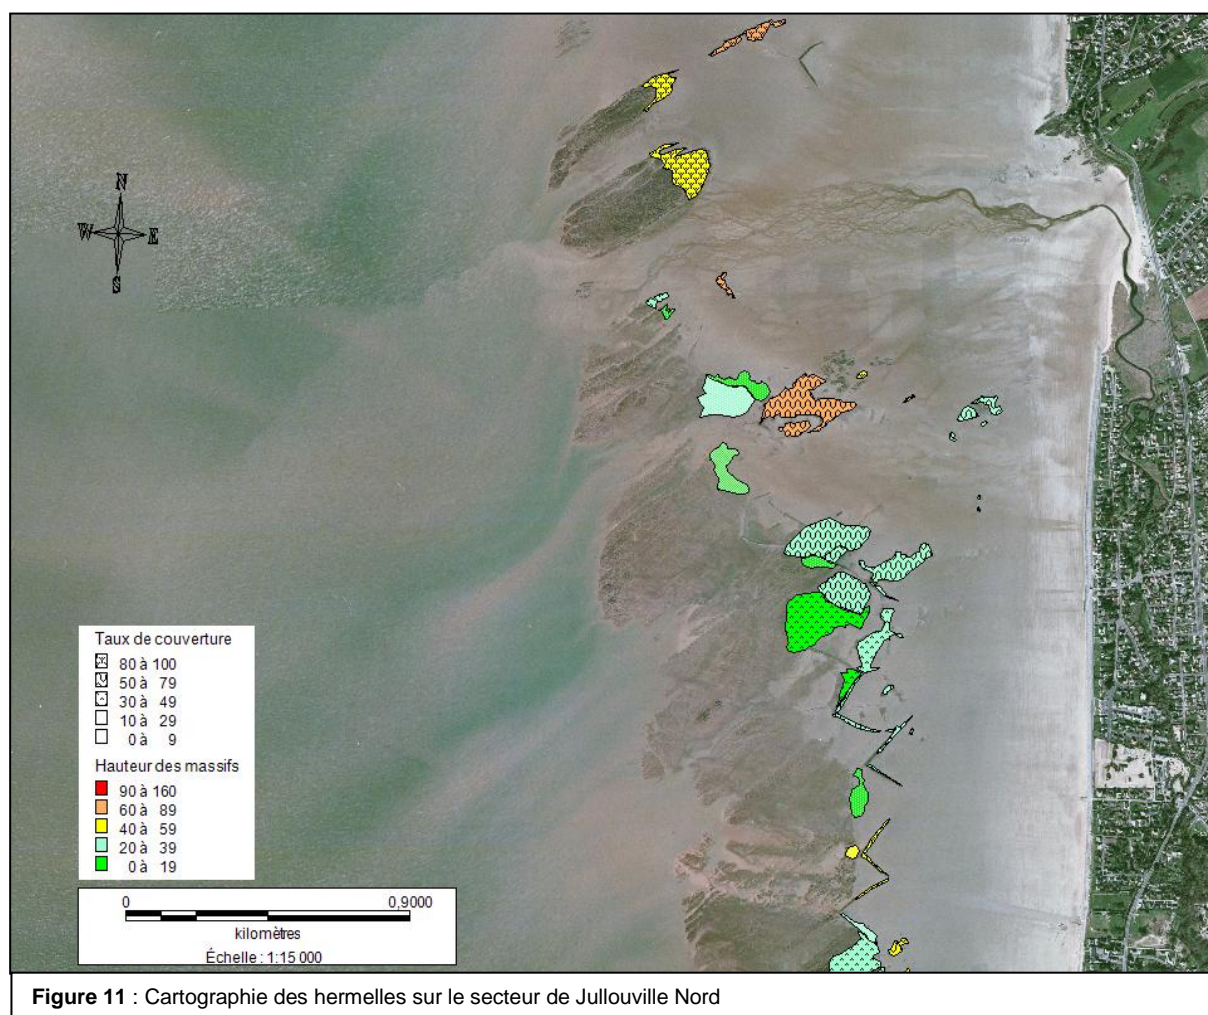 N
W E
S
Taux de couverture
80 à 100
50 à 79
30 à 49
10 à 29
0 à 9
Hauteur des massifs
90 à 160
60 à 89
40 à 59
20 à 39
0 à 19
0 0,9000
kilomètres
Échelle : 1:15 000
Figure 11 : Cartographie des hermelles sur le secteur de Jullouville Nord